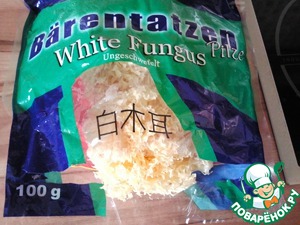 Bärentatzen
Pilze
White Fungus
Ungeschwefelt
白木耳
100 g
ПОВАРЁНОК.РУ